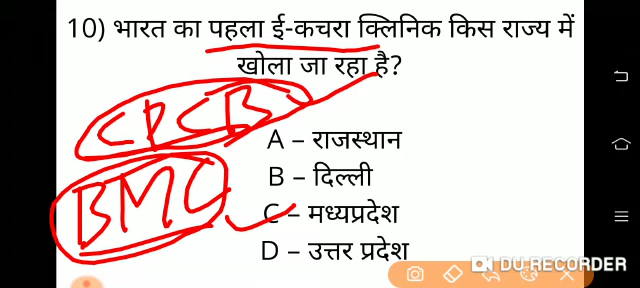 10) भारत का पहला ई-कचरा क्लिनिक किस राज्य में
खोला जा रहा है?
CPCB
A – राजस्थान
BMC
B – दिल्ली
C – मध्यप्रदेश
D – उत्तर प्रदेश
DU RECORDER